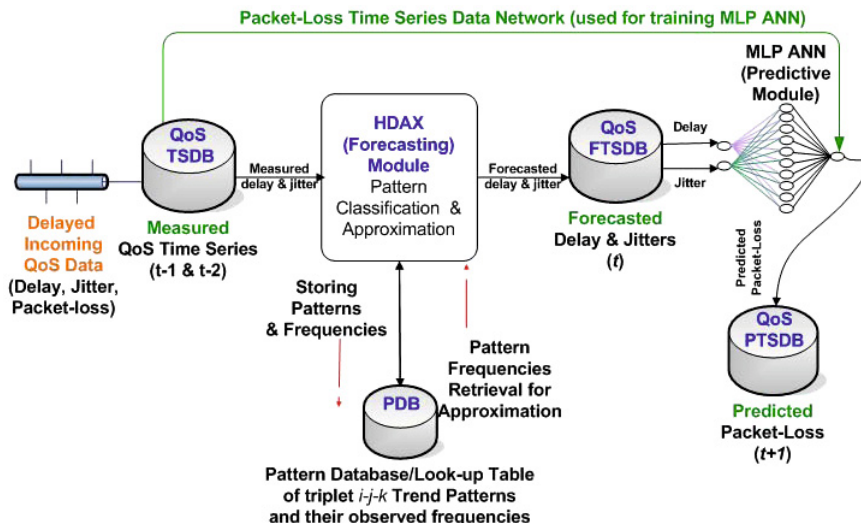 Packet-Loss Time Series Data Network (used for training MLP ANN)
MLP ANN
(Predictive
Module)
QoS
TSDB
Measured
delay & jitter
HDAX
(Forecasting)
Module
Pattern
Classification &
Approximation
Forecasted
delay & jitter
QoS
FTSDB
Delay
Jitter
Delayed
Incoming
QoS Data
(Delay, Jitter,
Packet-loss)
Measured
QoS Time Series
(t-1 & t-2)
Forecasted
Delay & Jitters
(t)
Predicted
Packet-Loss
Storing
Patterns
& Frequencies
Pattern
Frequencies
Retrieval for
Approximation
QoS
PTSDB
PDB
Predicted
Packet-Loss
(t+1)
Pattern Database/Look-up Table
of triplet i-j-k Trend Patterns
and their observed frequencies